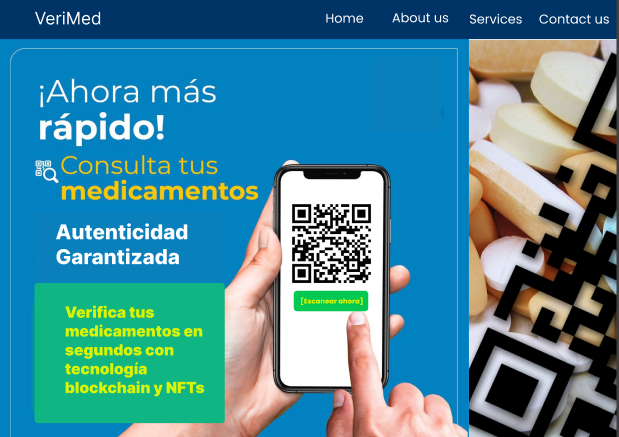 VeriMed
Home
About us
Services
Contact us
¡Ahora más
rápido!
Consulta tus
medicamentos
Autenticidad
Garantizada
Verifica tus
medicamentos en
segundos con
tecnología
blockchain y NFTs
[Escanear ahora]